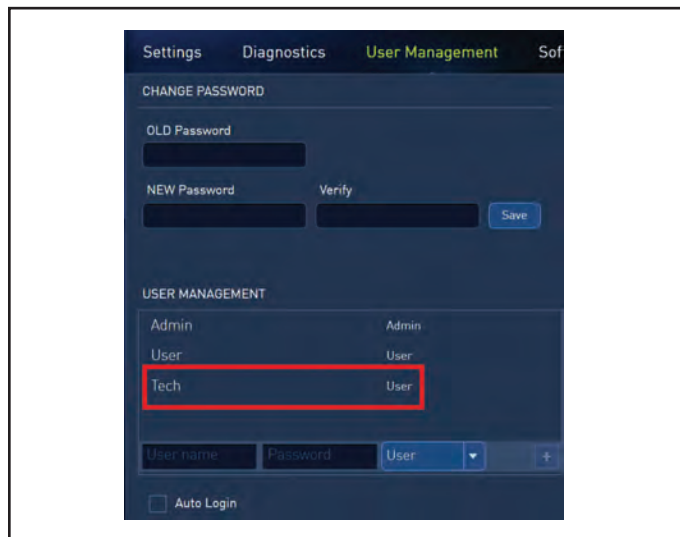 Settings Diagnostics User Management Sof
CHANGE PASSWORD
OLD Password
NEW Password Verify
Save
USER MANAGEMENT
Admin Admin
User User
Tech User
User name Password User +
Auto Login